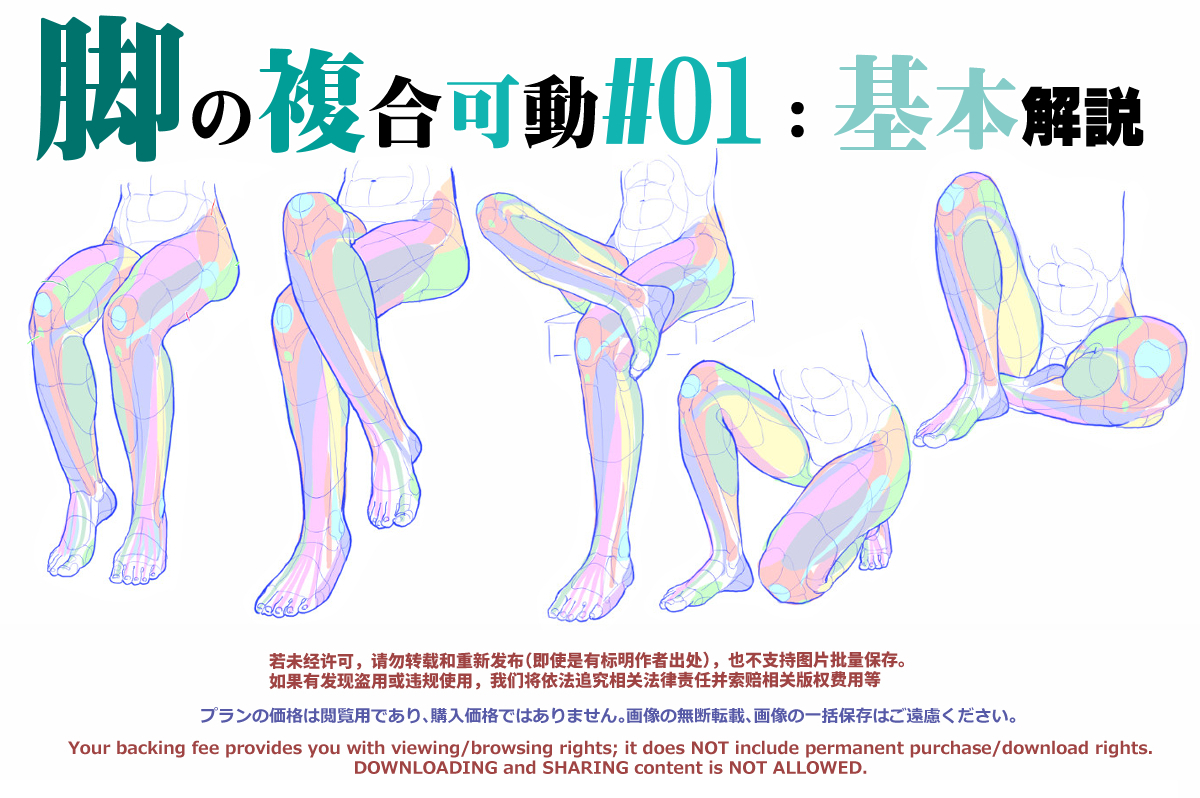 脚の複合可動#01：基本解説
若未经许可，请勿转载和重新发布(即使是有标明作者出处)，也不支持图片批量保存。
如果有发现盗用或违规使用，我们将依法追究相关法律责任并索赔相关版权费用等
プランの価格は閲覧用であり、購入価格ではありません。画像の無断転載、画像の一括保存はご遠慮ください。
Your backing fee provides you with viewing/browsing rights; it does NOT include permanent purchase/download rights.
DOWNLOADING and SHARING content is NOT ALLOWED.